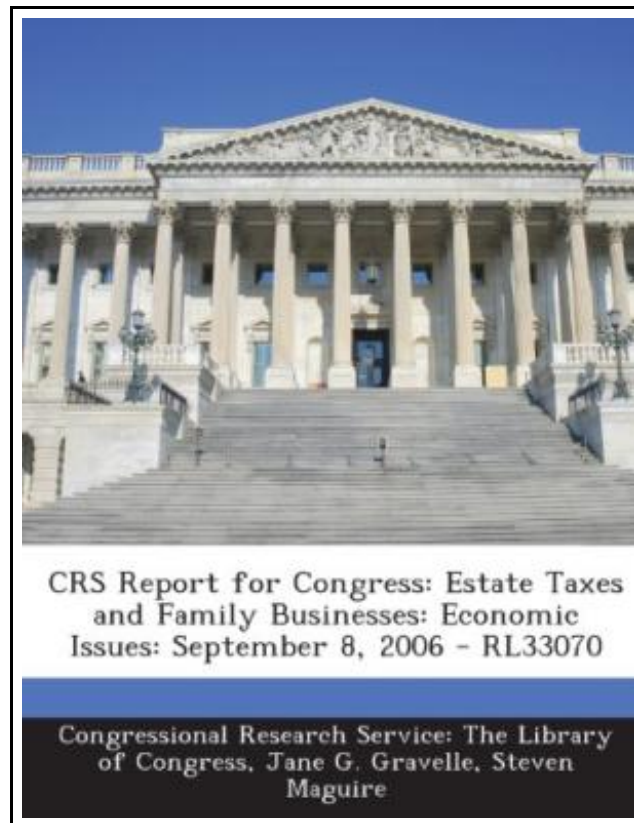 CRS Report for Congress: Estate Taxes
and Family Businesses: Economic
Issues: September 8, 2006 - RL33070
Congressional Research Service: The Library
of Congress, Jane G. Gravelle, Steven
Maguire